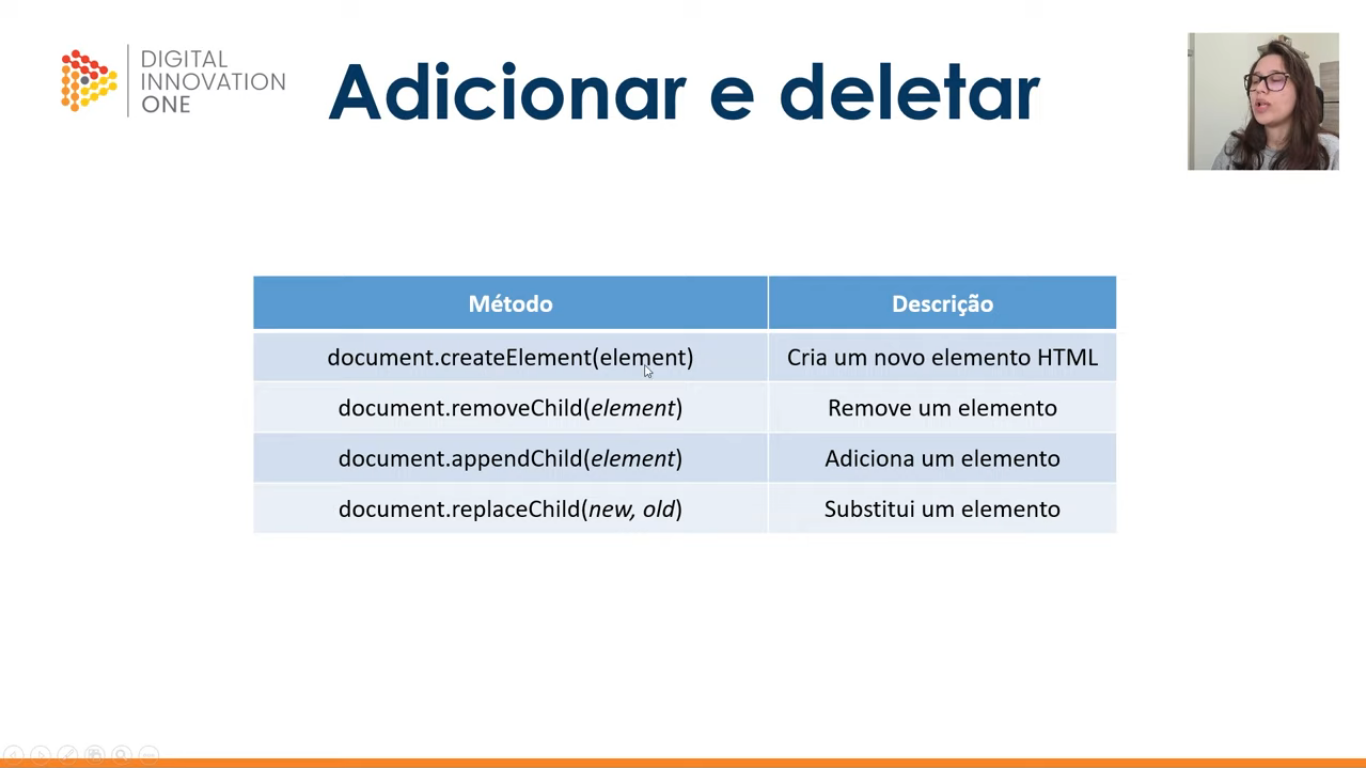 DIGITAL
INNOVATION
ONE
Adicionar e deletar
Método
Descrição
document.createElement(element)
Cria um novo elemento HTML
document.removeChild(element)
Remove um elemento
document.appendChild(element)
Adiciona um elemento
document.replaceChild(new, old)
Substitui um elemento